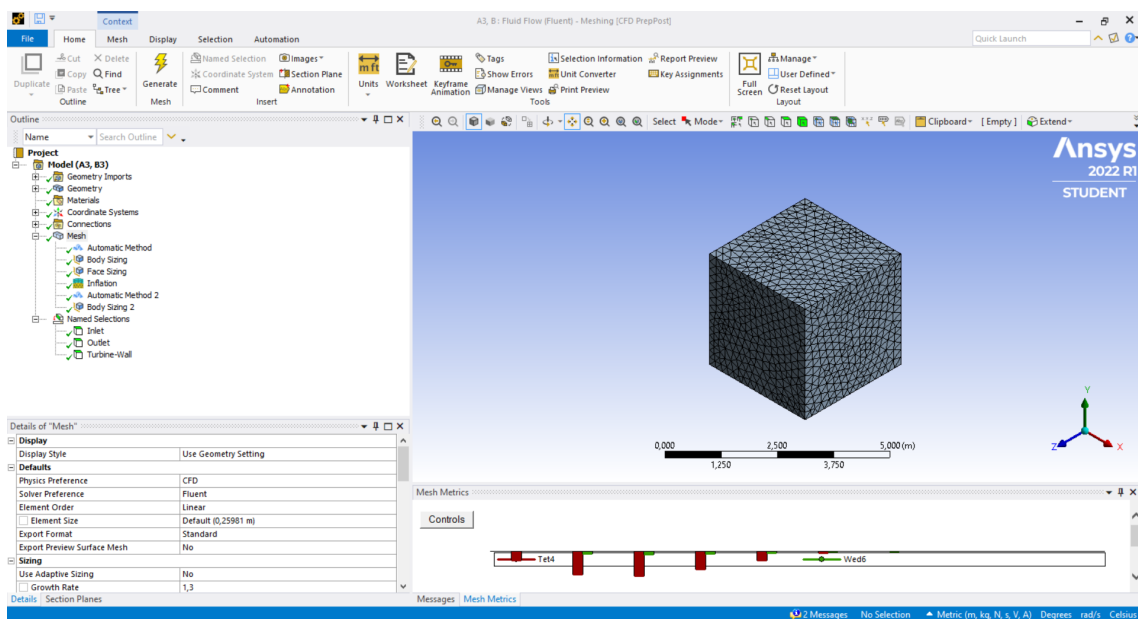 Context
A3, B : Fluid Flow (Fluent) - Meshing [CFD PrepPost]
File Home Mesh Display Selection Automation
Quick Launch
Duplicate
Cut
Copy
Paste
Delete
Find
Tree
Outline
Generate
Mesh
Named Selection
Coordinate System
Comment
Images
Section Plane
Annotation
Insert
mft
Units
Worksheet
Keyframe
Animation
Tags
Show Errors
Manage Views
Selection Information
Unit Converter
Print Preview
Report Preview
Key Assignments
Tools
Full
Screen
Manage
User Defined
Reset Layout
Layout
Outline
Name
Search Outline
Select Mode
Clipboard
[ Empty ]
Extend
Project
Model (A3, B3)
Geometry Imports
Geometry
Materials
Coordinate Systems
Connections
Mesh
Automatic Method
Body Sizing
Face Sizing
Inflation
Automatic Method 2
Body Sizing 2
Named Selections
Inlet
Outlet
Turbine-Wall
Ansys
2022 R1
STUDENT
Y
Z
X
0,000 2,500 5,000 (m)
1,250 3,750
Details of "Mesh"
Display
Display Style Use Geometry Setting
Defaults
Physics Preference CFD
Solver Preference Fluent
Element Order Linear
Element Size Default (0,25981 m)
Export Format Standard
Export Preview Surface Mesh No
Sizing
Use Adaptive Sizing No
Growth Rate 1,3
Details Section Planes
Mesh Metrics
Controls
Tet4 Wed6
Messages Mesh Metrics
2 Messages No Selection Metric (m, kg, N, s, V, A) Degrees rad/s Celsius